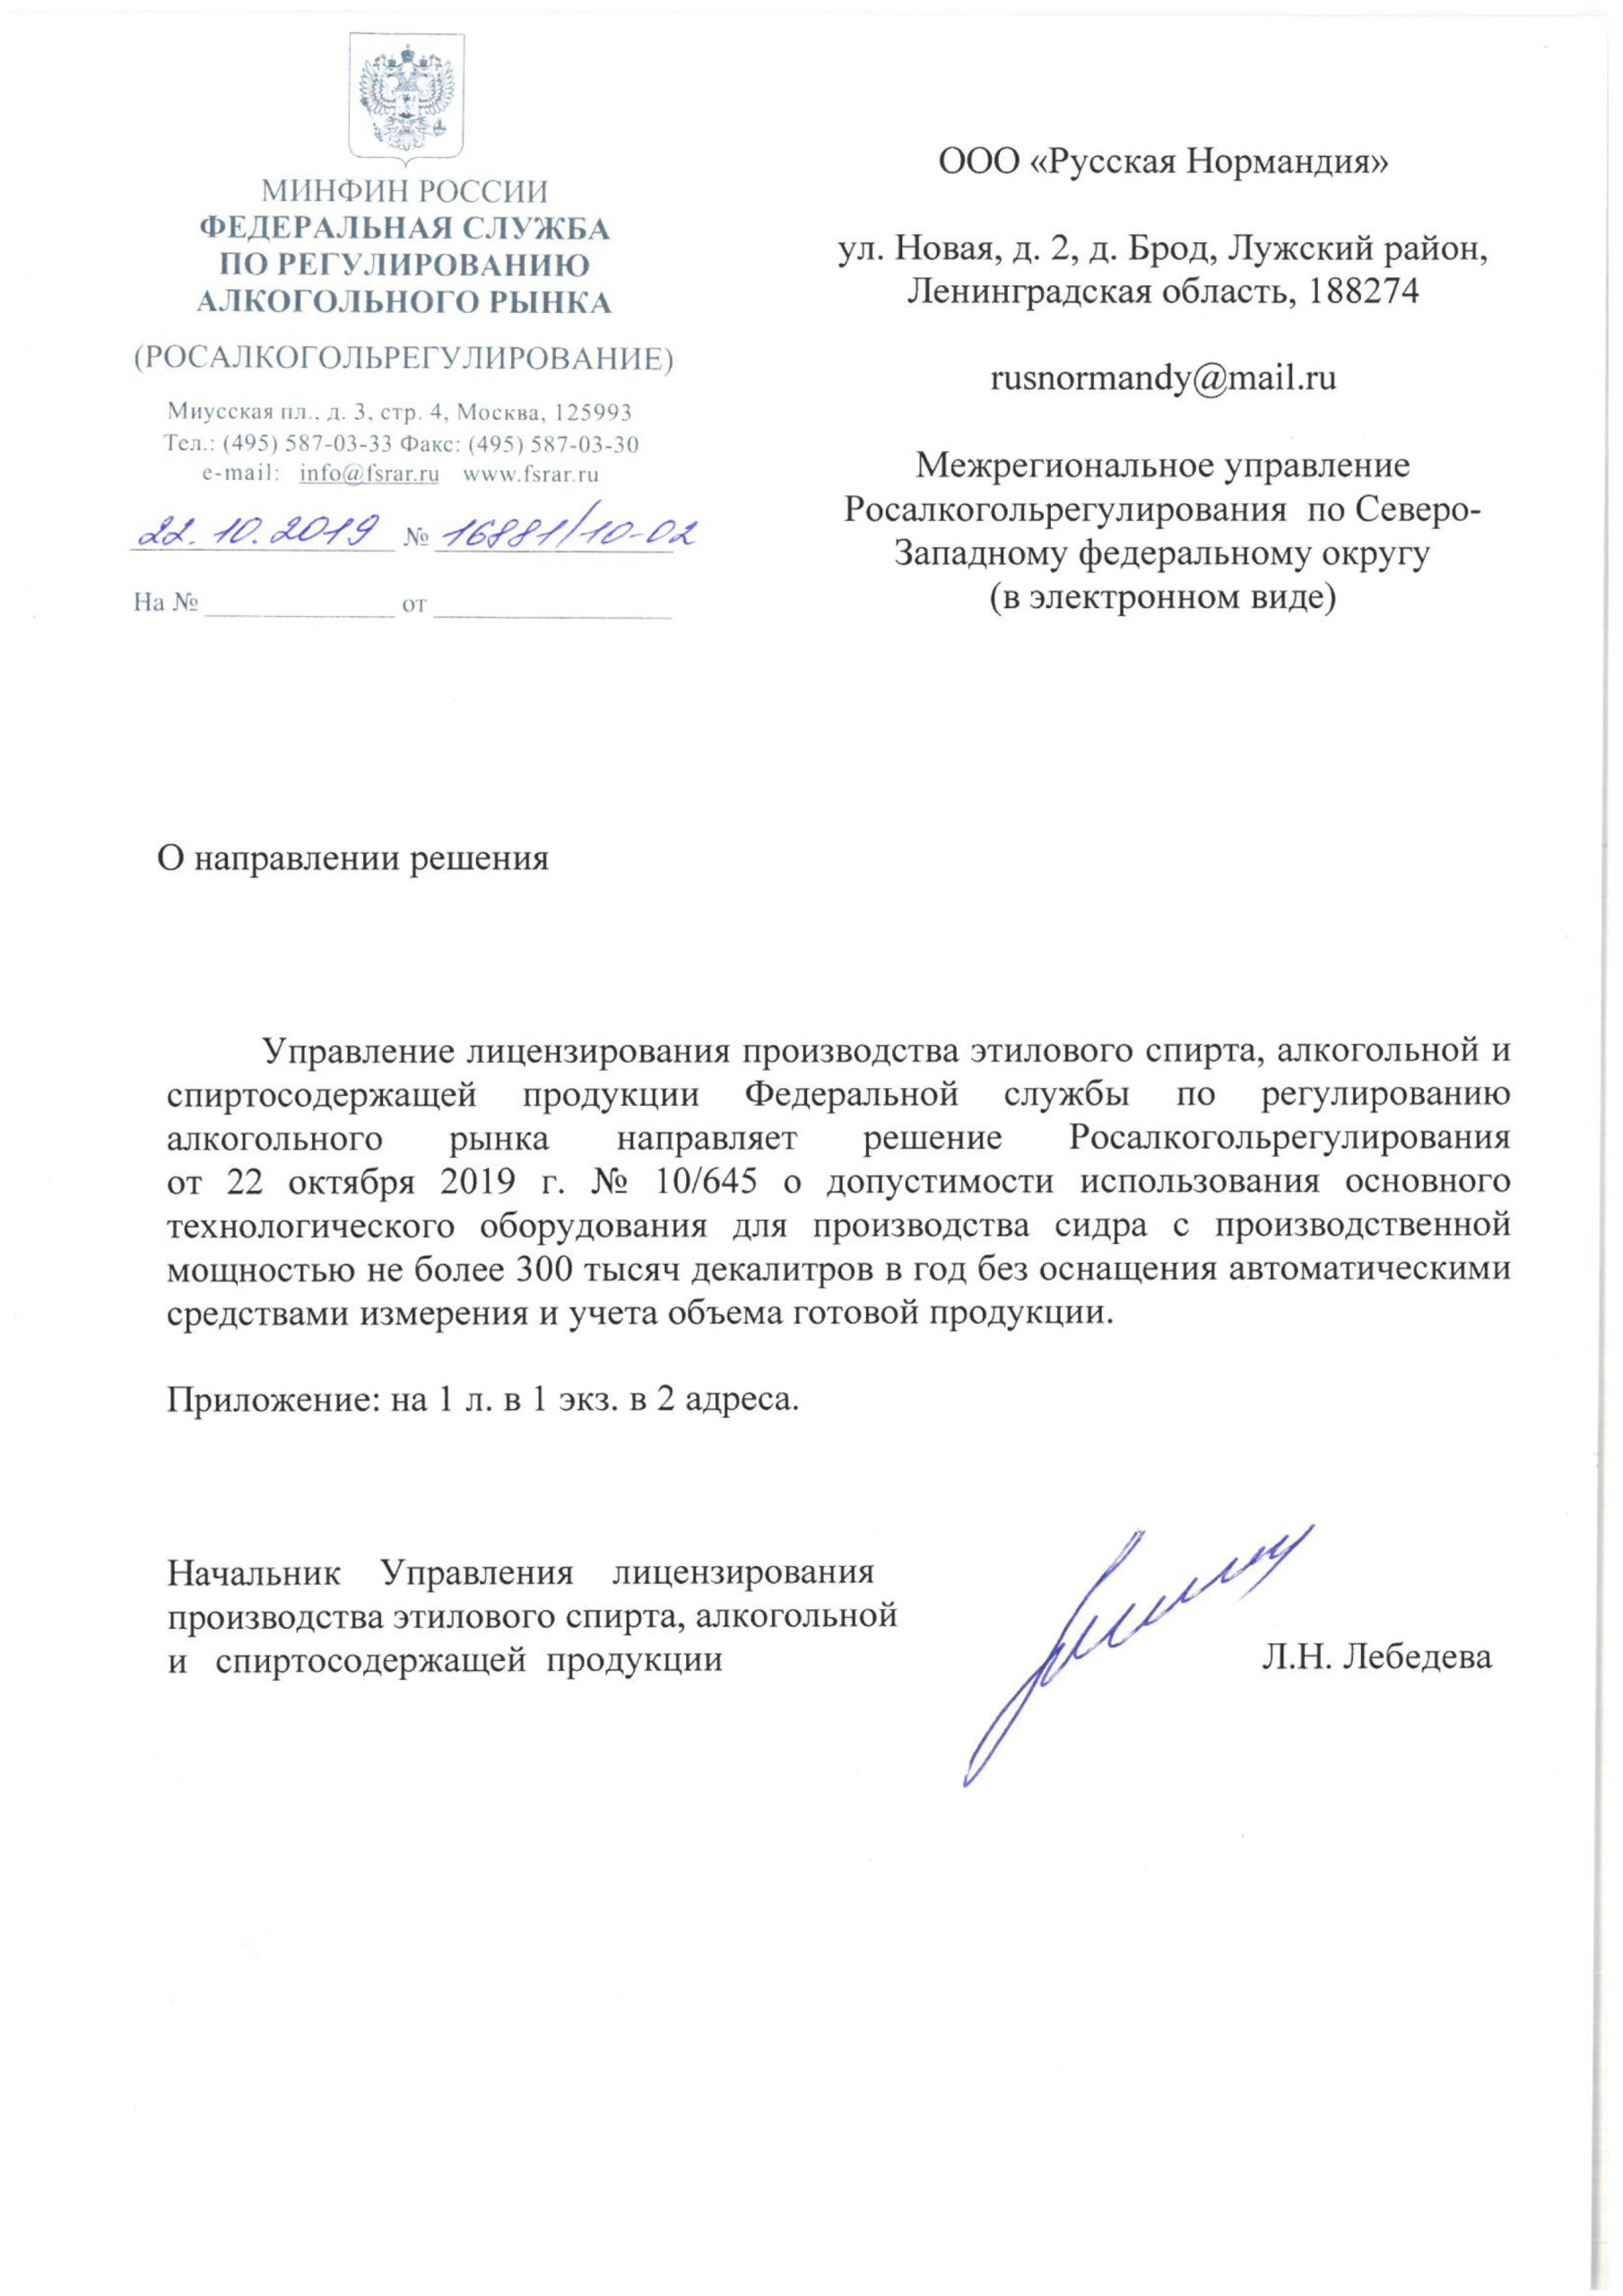 МИНФИН РОССИИ
ФЕДЕРАЛЬНАЯ СЛУЖБА
ПО РЕГУЛИРОВАНИЮ
АЛКОГОЛЬНОГО РЫНКА
(РОСАЛКОГОЛЬРЕГУЛИРОВАНИЕ)
Миусская пл., д. 3, стр. 4, Москва, 125993
Тел.: (495) 587-03-33 Факс: (495) 587-03-30
e-mail: info@fsrar.ru www.fsrar.ru
22.10.2019 № 16881/10-02
На № от
ООО «Русская Нормандия»
ул. Новая, д. 2, д. Брод, Лужский район,
Ленинградская область, 188274
rusnormandy@mail.ru
Межрегиональное управление
Росалкогольрегулирования по Северо-
Западному федеральному округу
(в электронном виде)
О направлении решения
Управление лицензирования производства этилового спирта, алкогольной и
спиртосодержащей продукции Федеральной службы по регулированию
алкогольного рынка направляет решение Росалкогольрегулирования
от 22 октября 2019 г. № 10/645 о допустимости использования основного
технологического оборудования для производства сидра с производственной
мощностью не более 300 тысяч декалитров в год без оснащения автоматическими
средствами измерения и учета объема готовой продукции.
Приложение: на 1 л. в 1 экз. в 2 адреса.
Начальник Управления лицензирования
производства этилового спирта, алкогольной
и спиртосодержащей продукции
Л.Н. Лебедева